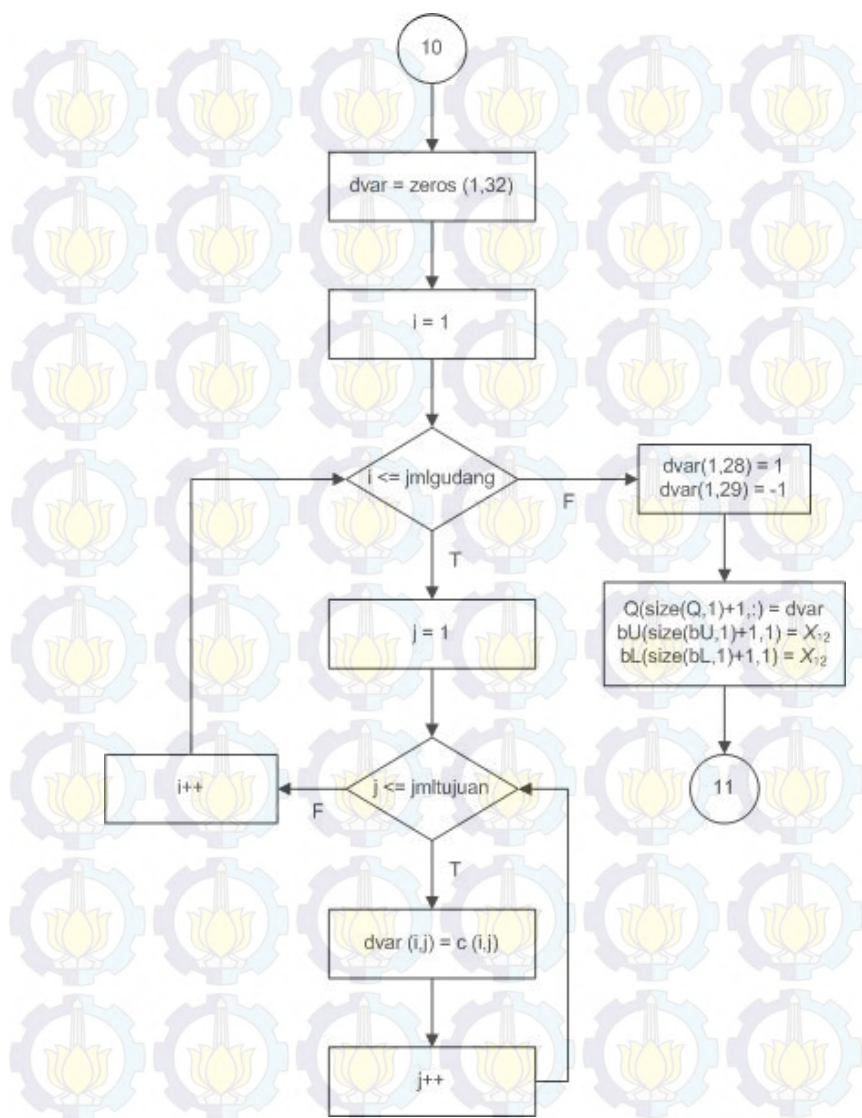 10
dvar = zeros (1,32)
i = 1
i <= jmlgudang
F
dvar(1,28) = 1
dvar(1,29) = -1
T
j = 1
Q(size(Q,1)+1,:) = dvar
bU(size(bU,1)+1,1) = X₁₂
bL(size(bL,1)+1,1) = X₁₂
i++
F
j <= jmltujuan
11
T
dvar (i,j) = c (i,j)
j++